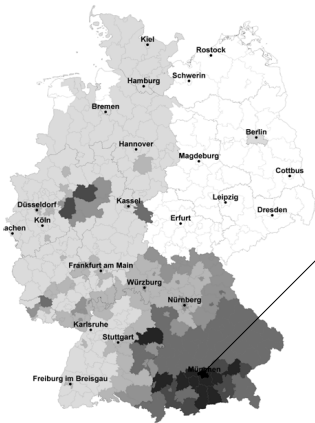 Kiel
Rostock
Schwerin
Hamburg
Bremen
Hannover
Berlin
Magdeburg
Cottbus
Düsseldorf
Kassel
Leipzig
Köln
Dresden
Erfurt
achen
Frankfurt am Main
Würzburg
Nürnberg
Karlsruhe
Stuttgart
München
Freiburg im Breisgau